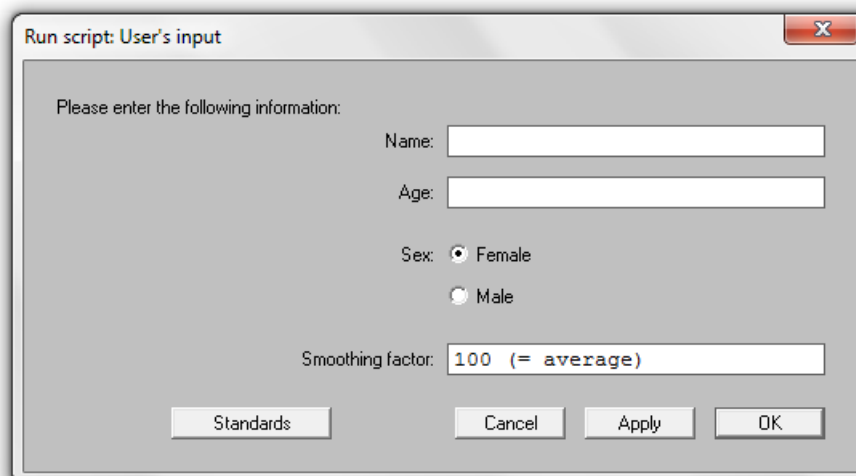 Run script: User's input
Please enter the following information:
Name:
Age:
Sex: Female
Male
Smoothing factor: 100 (= average)
Standards Cancel Apply OK